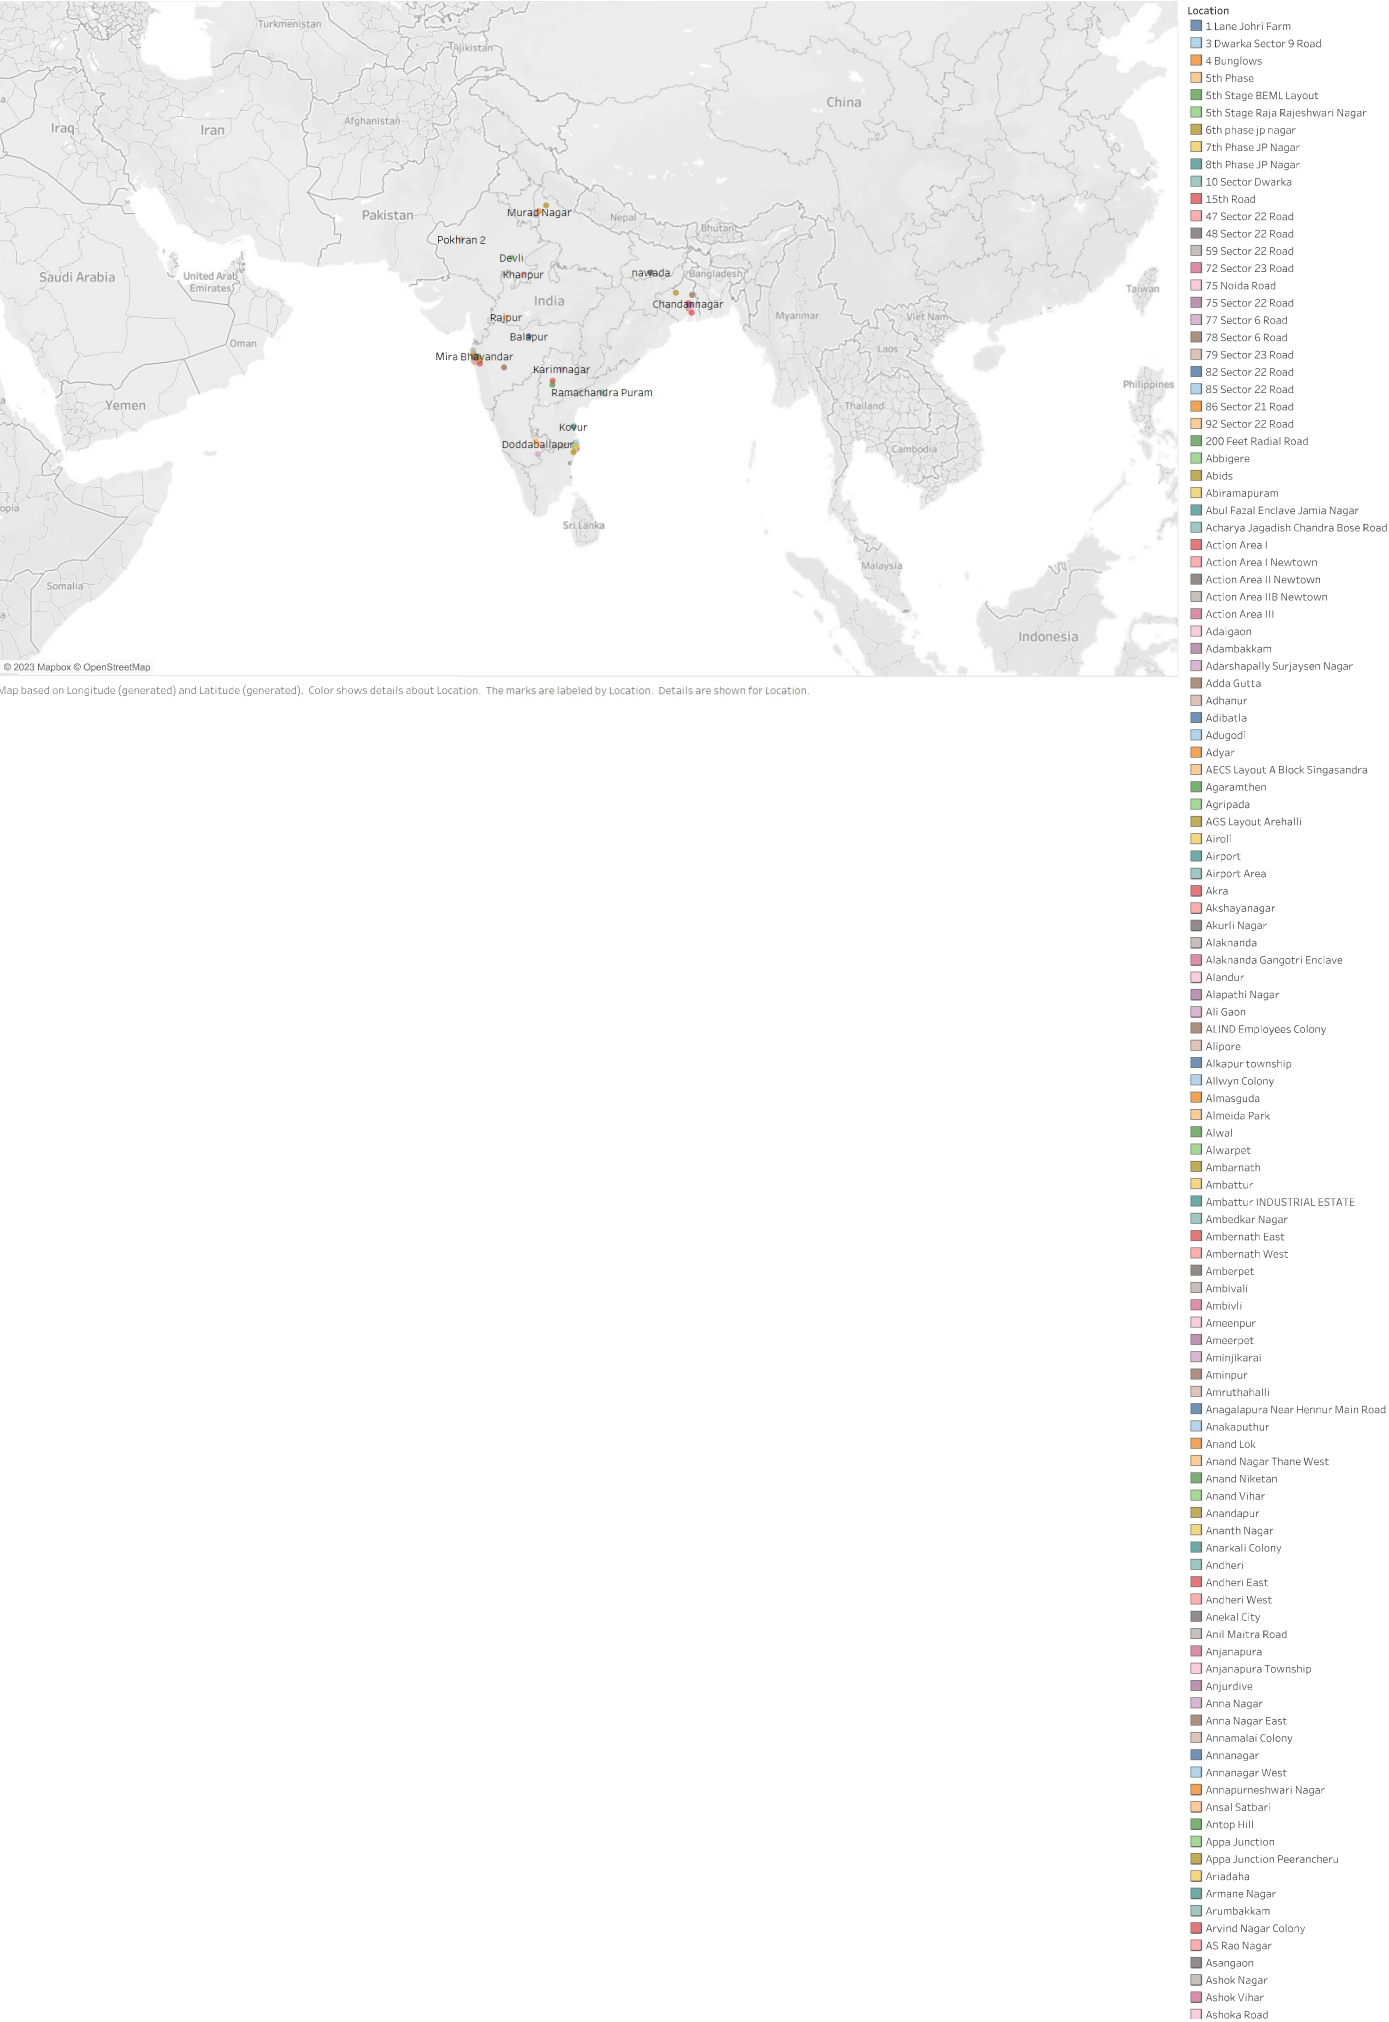 Turkmenistan
Tajikistan
China
Afghanistan
Iraq
Iran
Pakistan
Murad Nagar
Nepal
Bhutan
Pokhran 2
Devli
Khanpur
nawada
Bangladesh
Saudi Arabia
United Arab
Emirates
Taiwan
India
Chandannagar
Myanmar
Viet Nam
Rajpur
Oman
Balapur
Laos
Mira Bhayandar
Karimnagar
Philippines
Ramachandra Puram
Yemen
Thailand
Kovur
Doddaballapur
Cambodia
opia
Sri Lanka
Malaysia
Somalia
Indonesia
© 2023 Mapbox © OpenStreetMap
Map based on Longitude (generated) and Latitude (generated). Color shows details about Location. The marks are labeled by Location. Details are shown for Location.
Location
1 Lane Johri Farm
3 Dwarka Sector 9 Road
4 Bunglows
5th Phase
5th Stage BEML Layout
5th Stage Raja Rajeshwari Nagar
6th phase jp nagar
7th Phase JP Nagar
8th Phase JP Nagar
10 Sector Dwarka
15th Road
47 Sector 22 Road
48 Sector 22 Road
59 Sector 22 Road
72 Sector 23 Road
75 Noida Road
75 Sector 22 Road
77 Sector 6 Road
78 Sector 6 Road
79 Sector 23 Road
82 Sector 22 Road
85 Sector 22 Road
86 Sector 21 Road
92 Sector 22 Road
200 Feet Radial Road
Abbigere
Abids
Abiramapuram
Abul Fazal Enclave Jamia Nagar
Acharya Jagadish Chandra Bose Road
Action Area I
Action Area I Newtown
Action Area II Newtown
Action Area IIB Newtown
Action Area III
Adaigaon
Adambakkam
Adarshapally Surjaysen Nagar
Adda Gutta
Adhanur
Adibatla
Adugodi
Adyar
AECS Layout A Block Singasandra
Agaramthen
Agripada
AGS Layout Arehalli
Airoli
Airport
Airport Area
Akra
Akshayanagar
Akurli Nagar
Alaknanda
Alaknanda Gangotri Enclave
Alandur
Alapathi Nagar
Ali Gaon
ALIND Employees Colony
Alipore
Alkapur township
Allwyn Colony
Almasguda
Almeida Park
Alwal
Alwarpet
Ambarnath
Ambattur
Ambattur INDUSTRIAL ESTATE
Ambedkar Nagar
Ambernath East
Ambernath West
Amberpet
Ambivali
Ambivli
Ameenpur
Ameerpet
Aminjikarai
Aminpur
Amruthahalli
Anagalapura Near Hennur Main Road
Anakaputhur
Anand Lok
Anand Nagar Thane West
Anand Niketan
Anand Vihar
Anandapur
Ananth Nagar
Anarkali Colony
Andheri
Andheri East
Andheri West
Anekal City
Anil Maitra Road
Anjanapura
Anjanapura Township
Anjurdive
Anna Nagar
Anna Nagar East
Annamalai Colony
Annanagar
Annanagar West
Annapurneshwari Nagar
Ansal Satbari
Antop Hill
Appa Junction
Appa Junction Peerancheru
Ariadaha
Armane Nagar
Arumbakkam
Arvind Nagar Colony
AS Rao Nagar
Asangaon
Ashok Nagar
Ashok Vihar
Ashoka Road